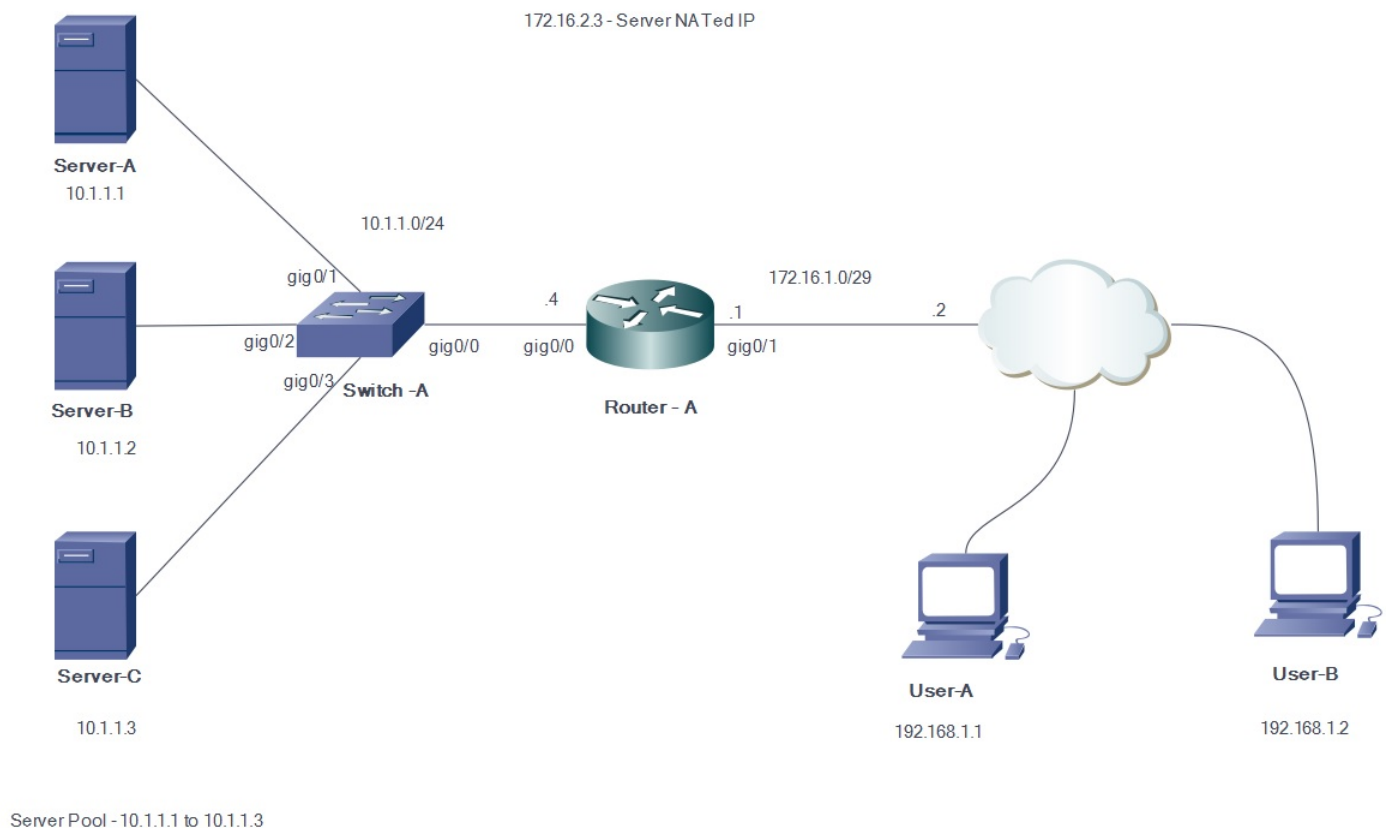 172.16.2.3 - Server NATed IP
Server-A
10.1.1.1
10.1.1.0/24
gig0/1
172.16.1.0/29
.4
.1
.2
gig0/2
gig0/0
gig0/0
gig0/1
gig0/3
Switch -A
Server-B
Router - A
10.1.1.2
Server-C
User-A
User-B
10.1.1.3
192.168.1.1
192.168.1.2
Server Pool - 10.1.1.1 to 10.1.1.3